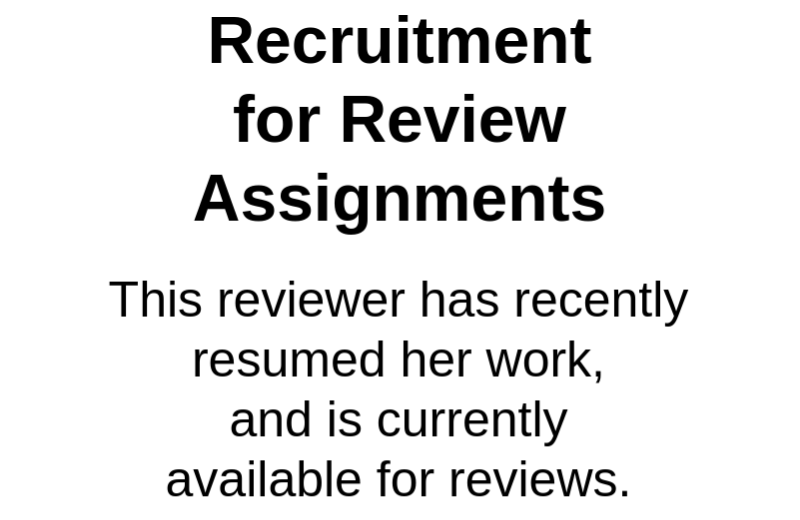 Recruitment
for Review
Assignments
This reviewer has recently
resumed her work,
and is currently
available for reviews.